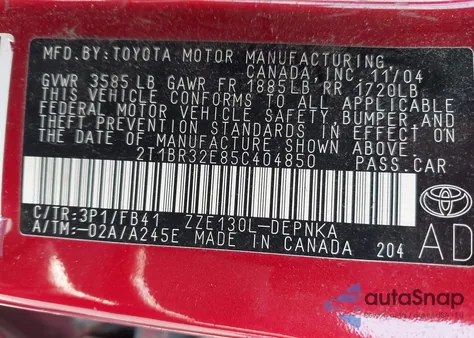 MFD.BY:TOYOTA MOTOR MANUFACTURING
CANADA, INC. 11/04
GVWR 3585 LB GAWR FR 1885LB RR 1720LB
THIS VEHICLE CONFORMS TO ALL APPLICABLE
FEDERAL MOTOR VEHICLE SAFETY, BUMPER AND
THEFT PREVENTION STANDARDS IN EFFECT ON
THE DATE OF MANUFACTURE SHOWN ABOVE.
2T1BR32E85C404850 PASS.CAR
C/TR:3P1/FB41 ZZE130L-DEPNKA
A/TM:-02A/A245E MADE IN CANADA 204
AD
autoSnap